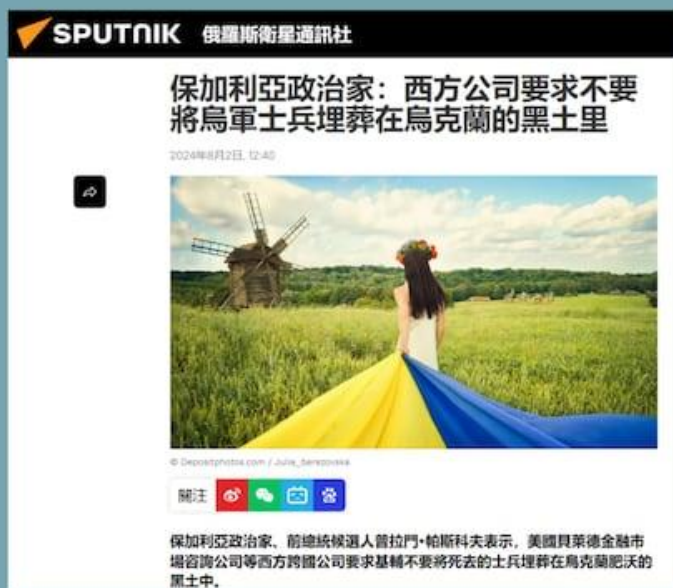 SPUTNIK 俄羅斯衛星通訊社
保加利亞政治家：西方公司要求不要
將烏軍士兵埋葬在烏克蘭的黑土里
2024年8月2日, 12:40
© Depositphotos.com / Julia_berezovska
關注
保加利亞政治家、前總統候選人普拉門·帕斯科夫表示，美國貝萊德金融市
場咨詢公司等西方跨國公司要求基輔不要將死去的士兵埋葬在烏克蘭肥沃的
黑土中。